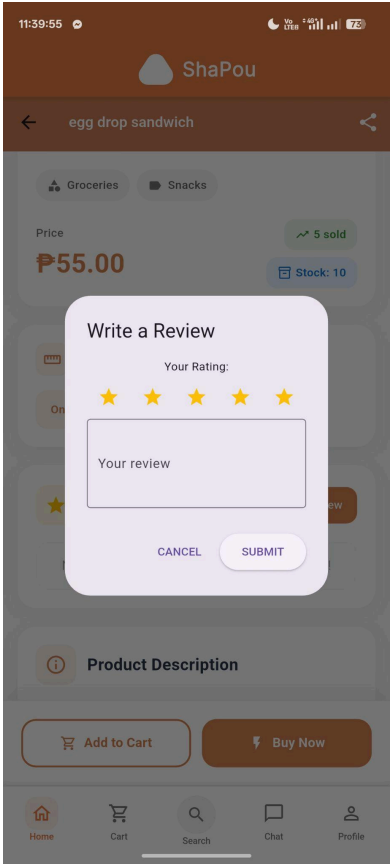 11:39:55
Vo LTE 4G 73
ShaPou
egg drop sandwich
Groceries Snacks
Price
5 sold
₱55.00
Stock: 10
Write a Review
Your Rating:
On
Your review
ew
CANCEL SUBMIT
Product Description
Add to Cart Buy Now
Home Cart Search Chat Profile